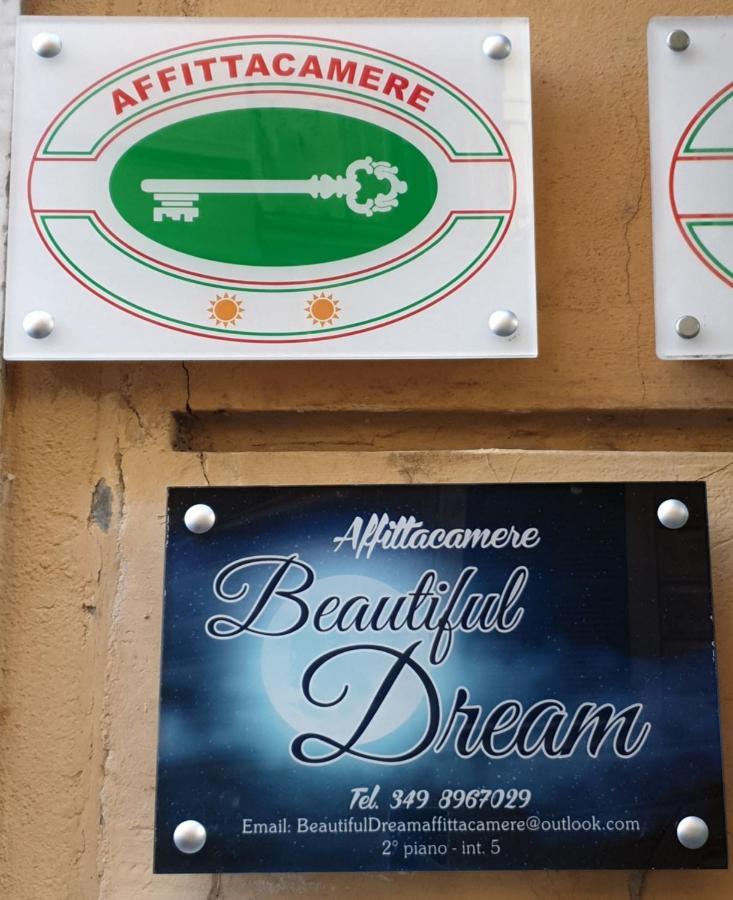 AFFITTACAMERE
Affittacamere
Beautiful
Dream
Tel. 349 8967029
Email: BeautifulDreamaffittacamere@outlook.com
2° piano - int. 5